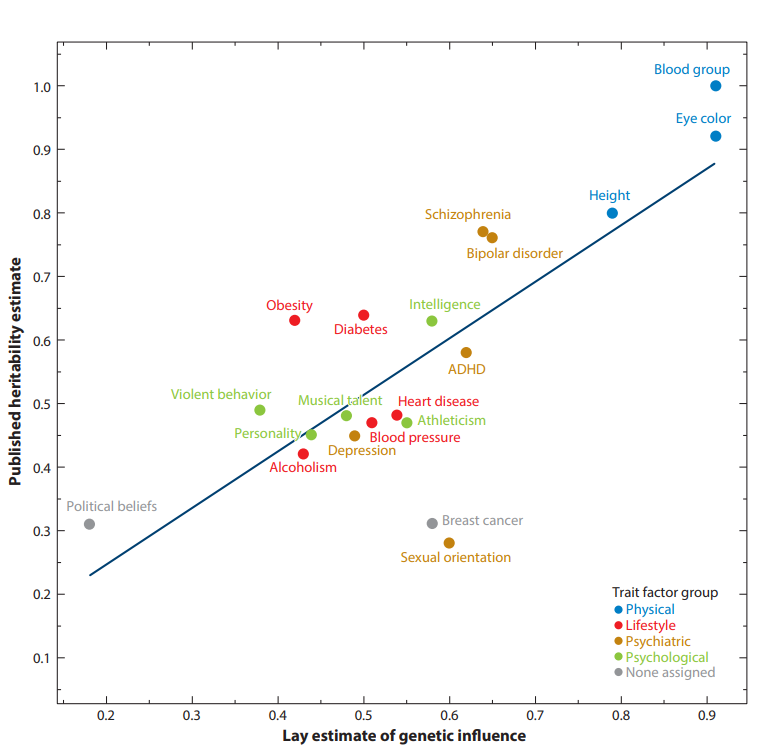 Blood group
1.0
Eye color
0.9
Height
0.8
Schizophrenia
Bipolar disorder
0.7
Obesity
Intelligence
Diabetes
0.6
ADHD
Violent behavior
Musical talent
Heart disease
0.5
Athleticism
Personality
Blood pressure
Depression
Alcoholism
0.4
Political beliefs
Breast cancer
0.3
Sexual orientation
0.2
0.1
Published heritability estimate
Trait factor group
Physical
Lifestyle
Psychiatric
Psychological
None assigned
0.2 0.3 0.4 0.5 0.6 0.7 0.8 0.9
Lay estimate of genetic influence